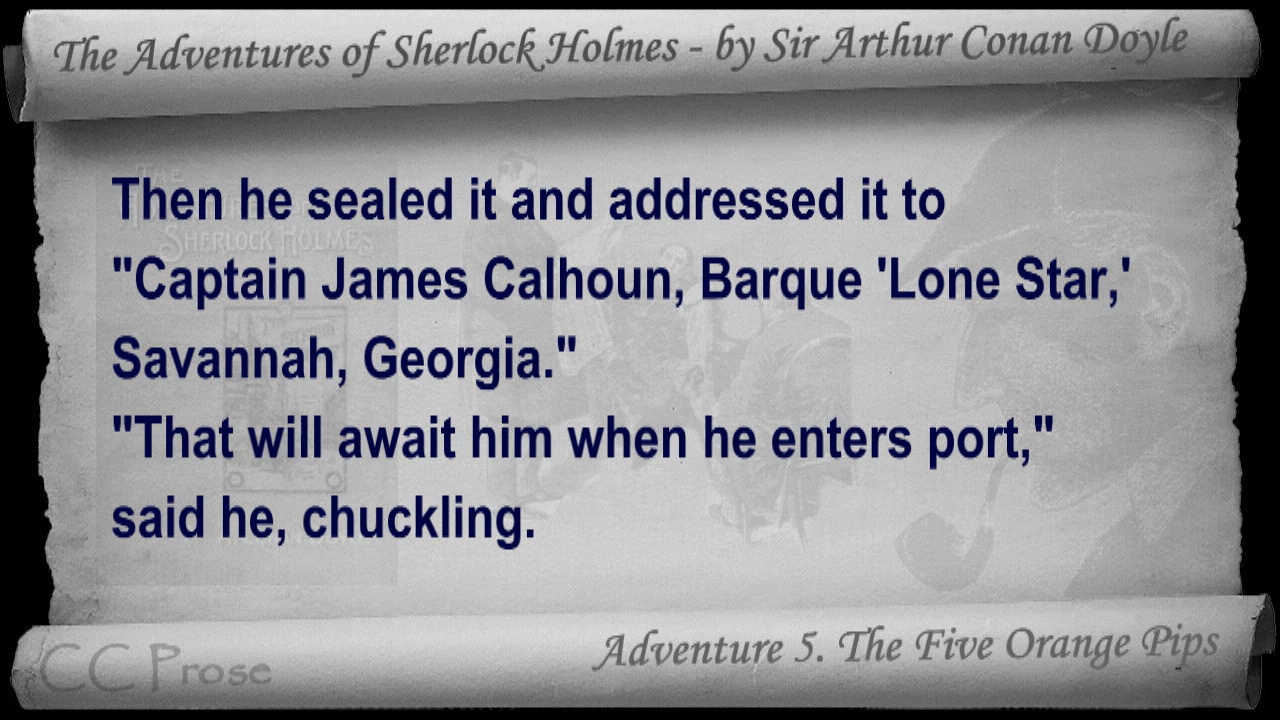 The Adventures of Sherlock Holmes - by Sir Arthur Conan Doyle
Then he sealed it and addressed it to
"Captain James Calhoun, Barque 'Lone Star,'
Savannah, Georgia."
"That will await him when he enters port,"
said he, chuckling.
SHERLOCK HOLMES
Adventure 5. The Five Orange Pips
CC Prose